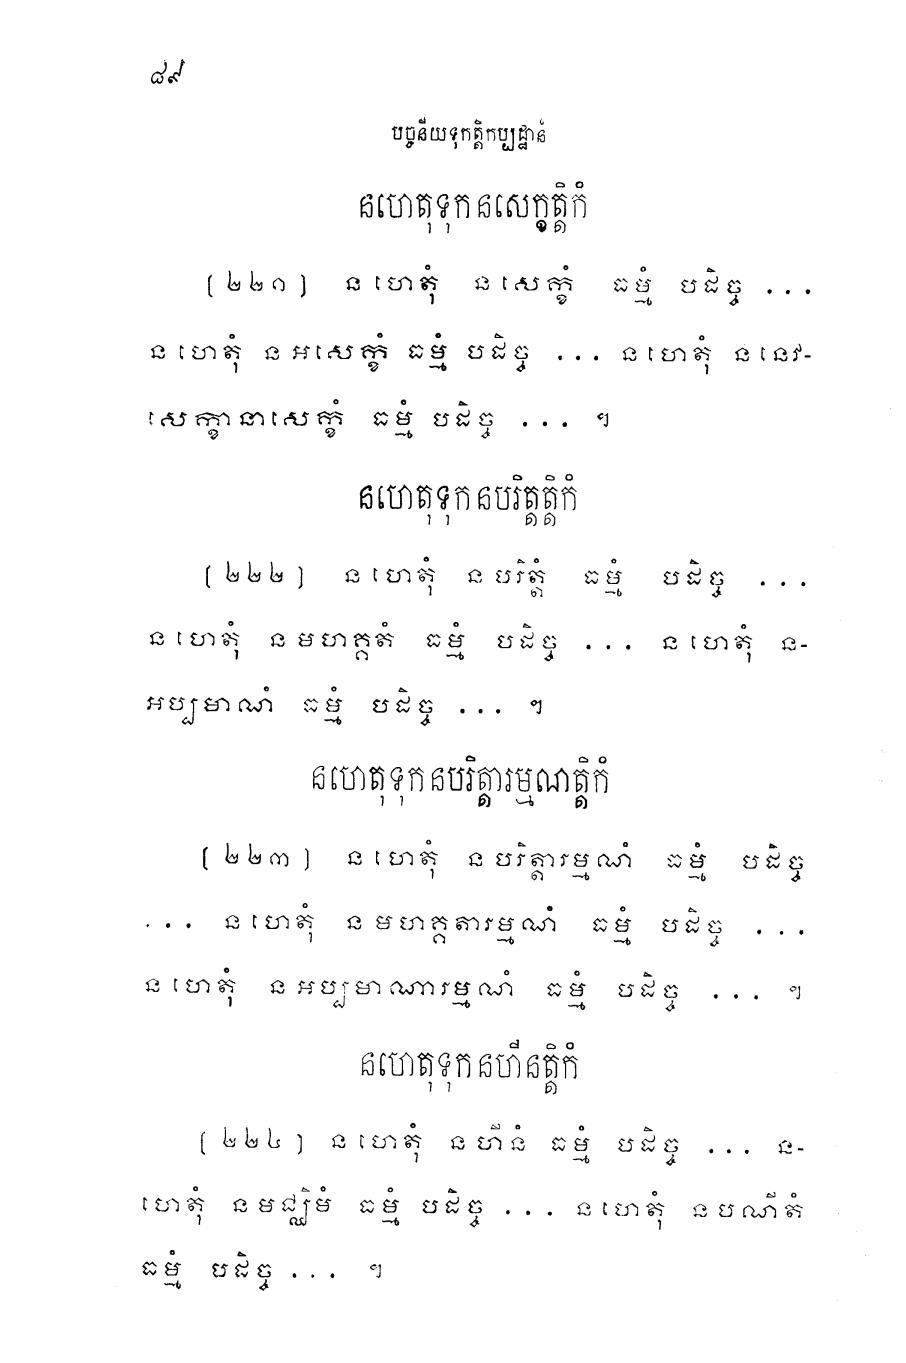 ៨៩
បច្ចនីយទុកត្តិកប្បដ្ឋានំ
នហេតុទុកនសេក្ខត្តិកំ
(២២១) នហេតុំ នសេក្ខំ ធម្មំ បដិច្ច ...
នហេតុំ នអសេក្ខំ ធម្មំ បដិច្ច ... នហេតុំ ននេវ-
សេក្ខានាសេក្ខំ ធម្មំ បដិច្ច ... ។
នហេតុទុកនបរិត្តត្តិកំ
(២២២) នហេតុំ នបរិត្តំ ធម្មំ បដិច្ច ...
នហេតុំ នមហគ្គតំ ធម្មំ បដិច្ច ... នហេតុំ ន-
អប្បមាណំ ធម្មំ បដិច្ច ... ។
នហេតុទុកនបរិត្តារម្មណត្តិកំ
(២២៣) នហេតុំ នបរិត្តារម្មណំ ធម្មំ បដិច្ច
... នហេតុំ នមហគ្គតារម្មណំ ធម្មំ បដិច្ច ...
នហេតុំ នអប្បមាណារម្មណំ ធម្មំ បដិច្ច ... ។
នហេតុទុកនហីនត្តិកំ
(២២៤) នហេតុំ នហីនំ ធម្មំ បដិច្ច ... ន-
ហេតុំ នមជ្ឈិមំ ធម្មំ បដិច្ច ... នហេតុំ នបណីតំ
ធម្មំ បដិច្ច ... ។